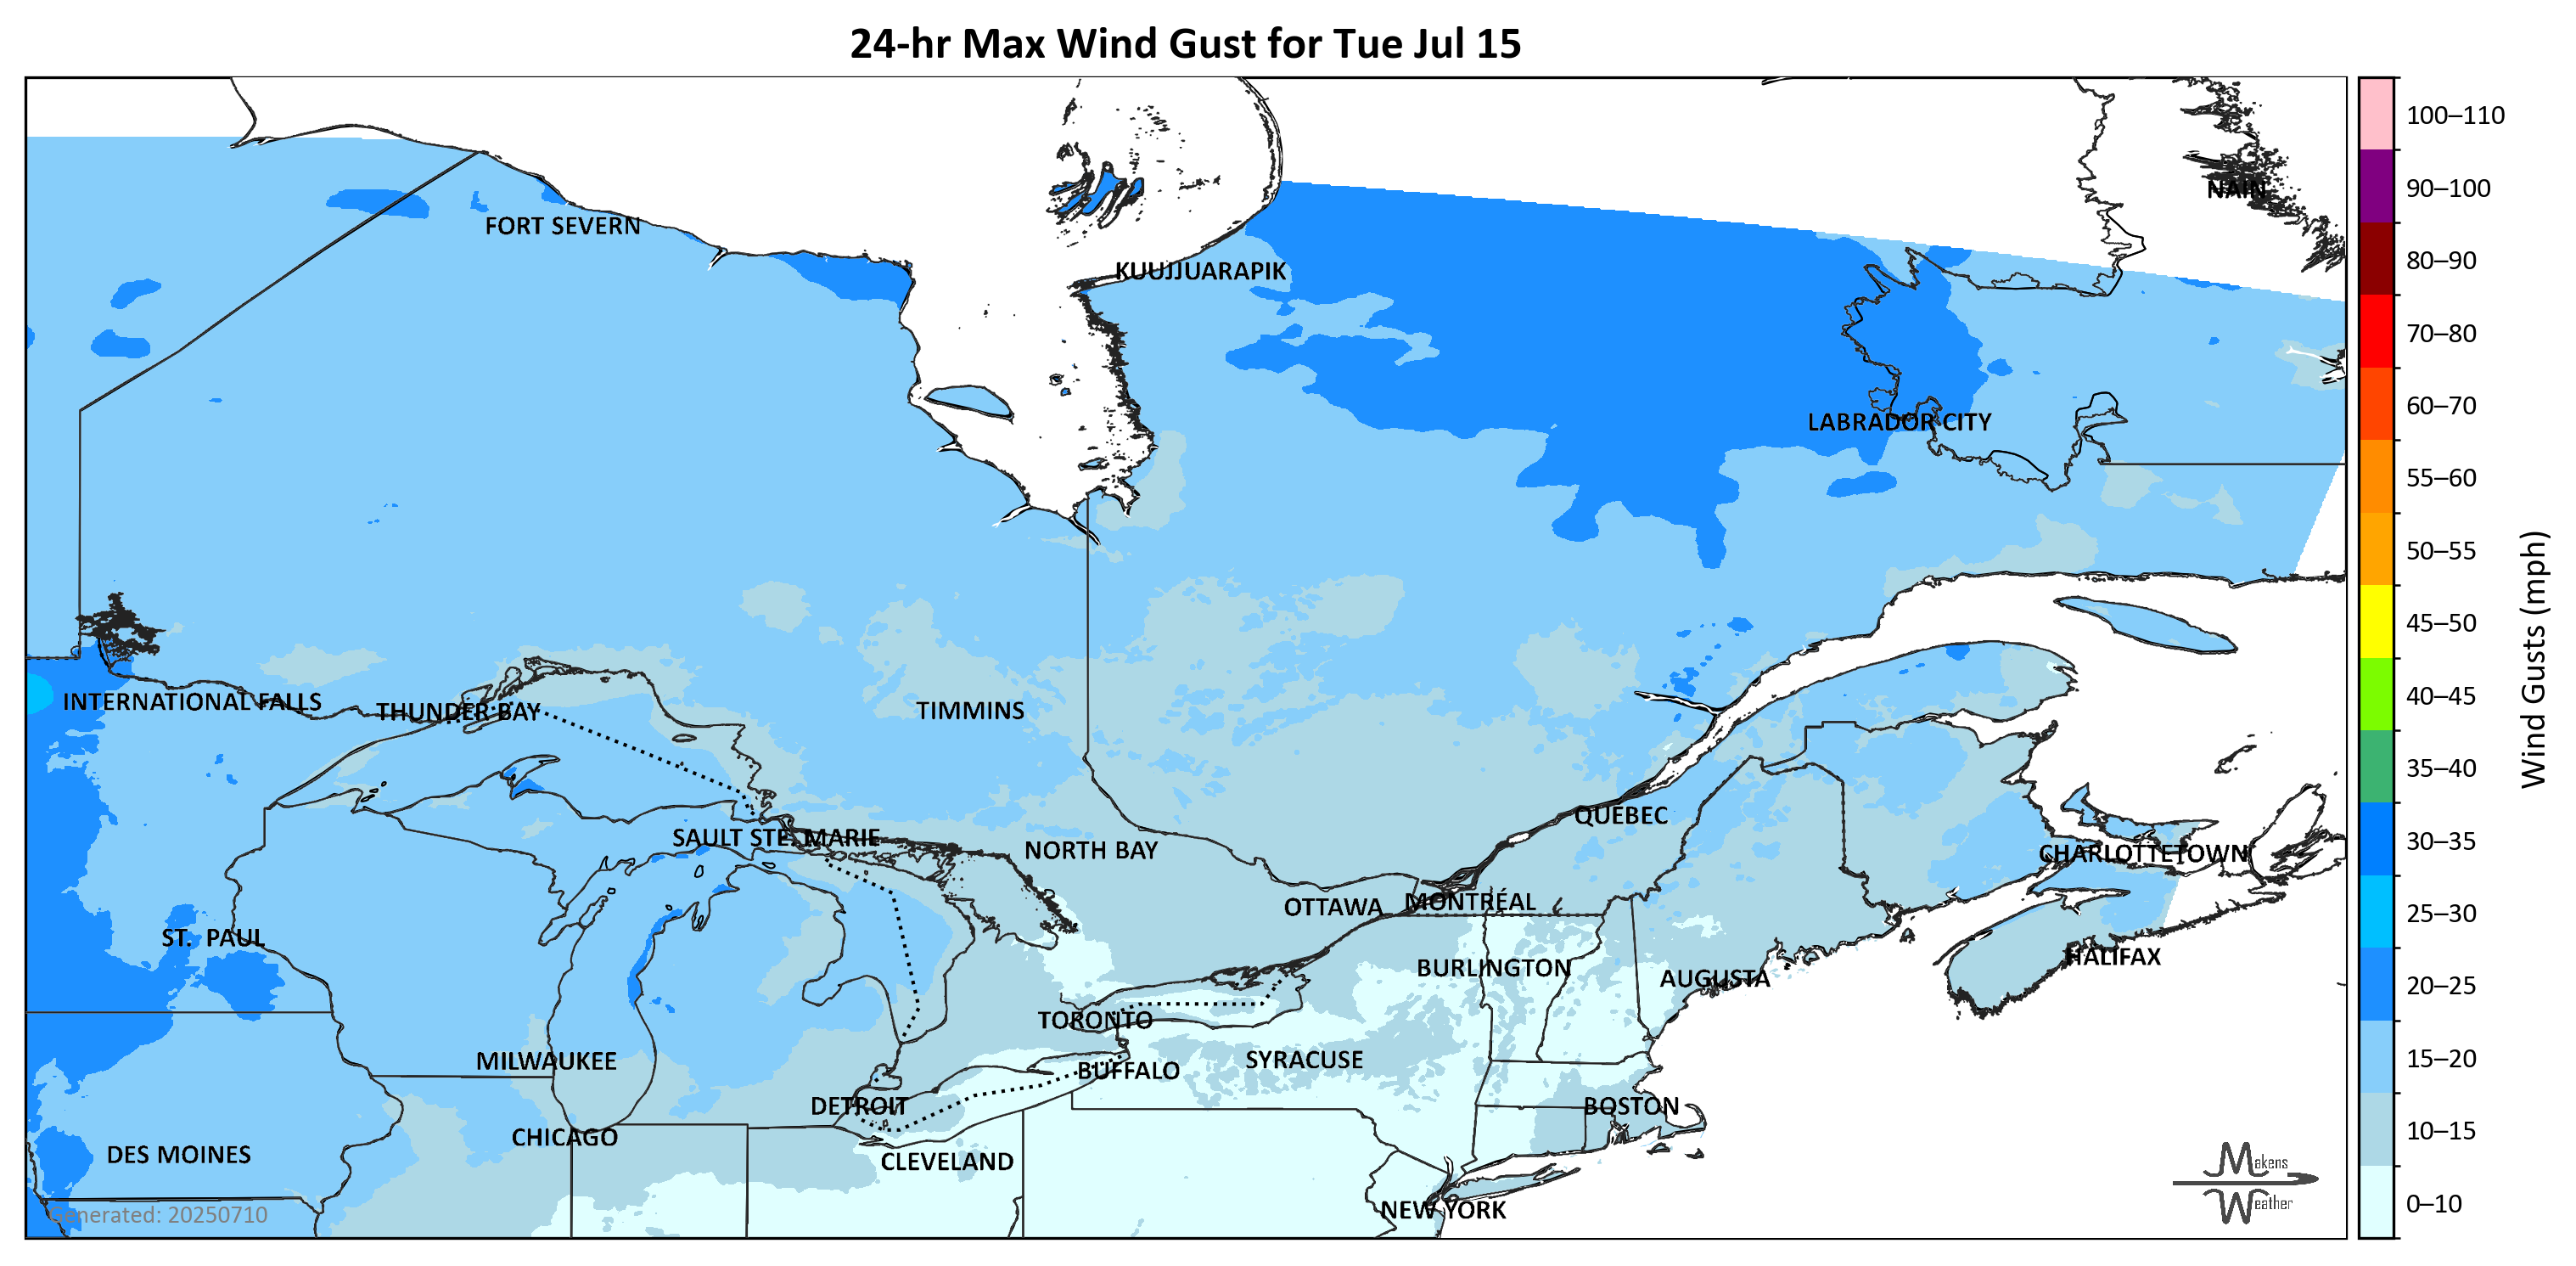 24-hr Max Wind Gust for Tue Jul 15
100–110
90–100
80–90
70–80
60–70
55–60
50–55
45–50
40–45
35–40
30–35
25–30
20–25
15–20
10–15
0–10
Wind Gusts (mph)
NAIN
FORT SEVERN
KUUJJUARAPIK
LABRADOR CITY
INTERNATIONAL FALLS
THUNDER BAY
TIMMINS
SAULT STE. MARIE
NORTH BAY
QUEBEC
CHARLOTTETOWN
OTTAWA
MONTRÉAL
ST. PAUL
BURLINGTON
AUGUSTA
HALIFAX
TORONTO
MILWAUKEE
SYRACUSE
BUFFALO
DETROIT
BOSTON
CHICAGO
DES MOINES
CLEVELAND
NEW YORK
Generated: 20250710
Makens
Weather